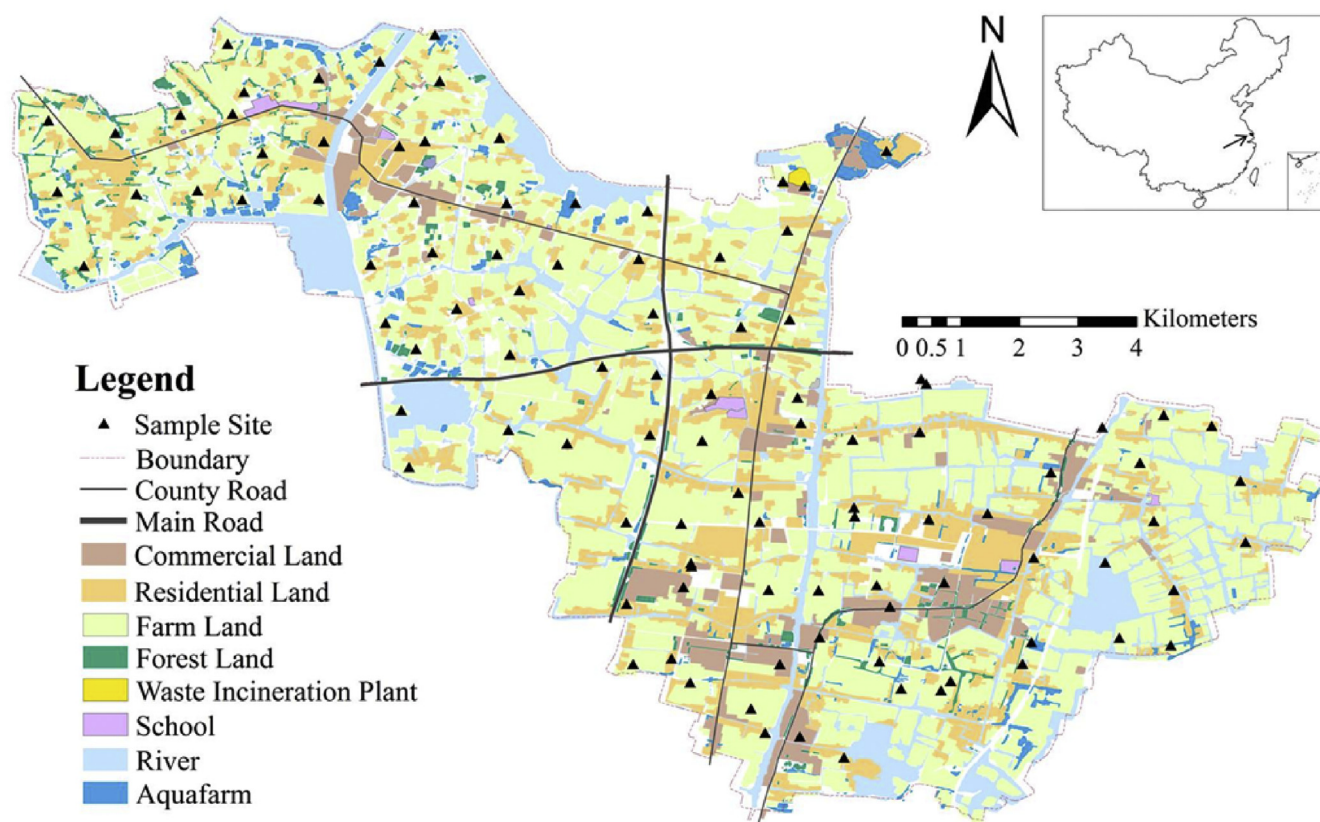 N
Kilometers
0 0.5 1 2 3 4
Legend
Sample Site
Boundary
County Road
Main Road
Commercial Land
Residential Land
Farm Land
Forest Land
Waste Incineration Plant
School
River
Aquafarm